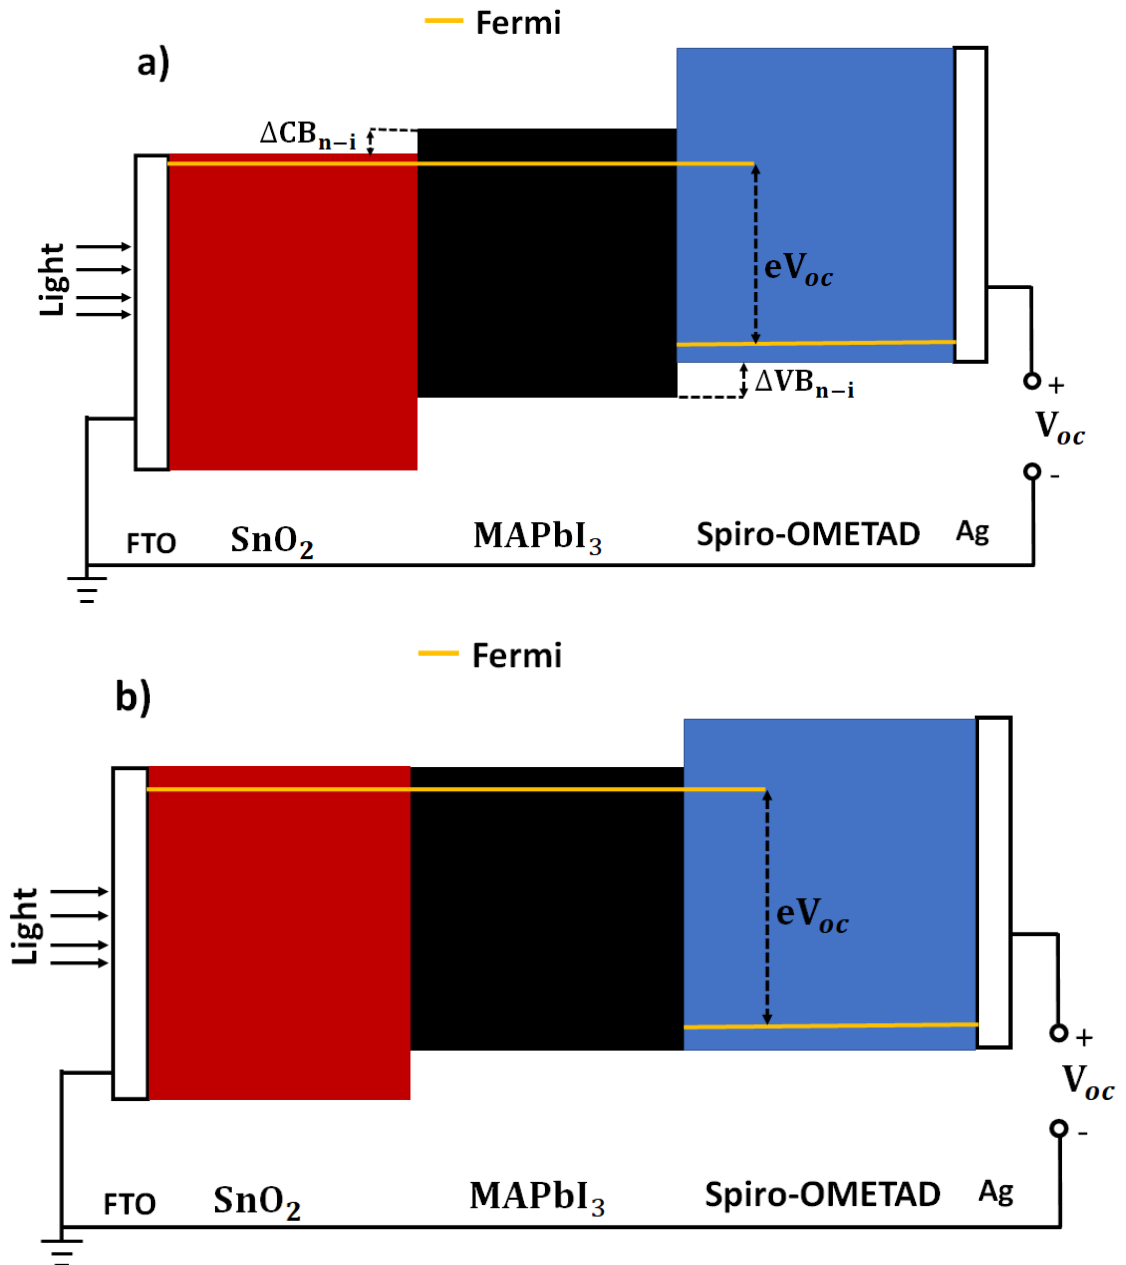 Fermi
a)
ΔCBₙ₋ᵢ
Light
eVoc
ΔVBₙ₋ᵢ
+
Voc
-
FTO SnO₂ MAPbI₃ Spiro-OMETAD Ag
Fermi
b)
Light
eVoc
+
Voc
-
FTO SnO₂ MAPbI₃ Spiro-OMETAD Ag